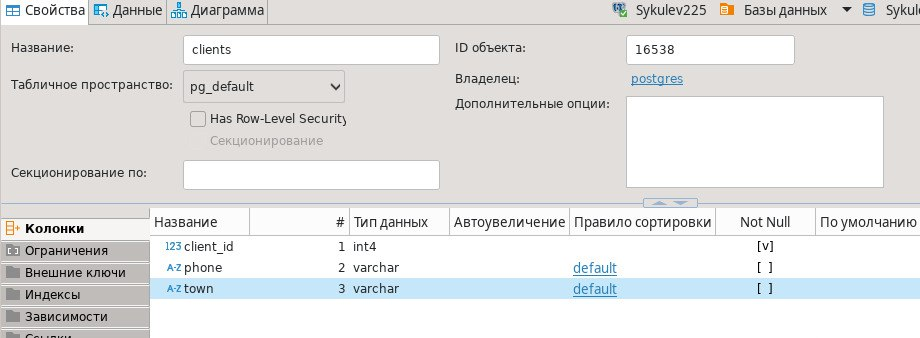 Свойства Данные Диаграмма Sykulev225 Базы данных Sykul
Название: clients ID объекта: 16538
Табличное пространство: pg_default Владелец: postgres
Has Row-Level Security Дополнительные опции:
Секционирование
Секционирование по:
Колонки Название # Тип данных Автоувеличение Правило сортировки Not Null По умолчанию
Ограничения 123 client_id 1 int4 [v]
Внешние ключи A-Z phone 2 varchar default [ ]
Индексы A-Z town 3 varchar default [ ]
Зависимости
Ссылки